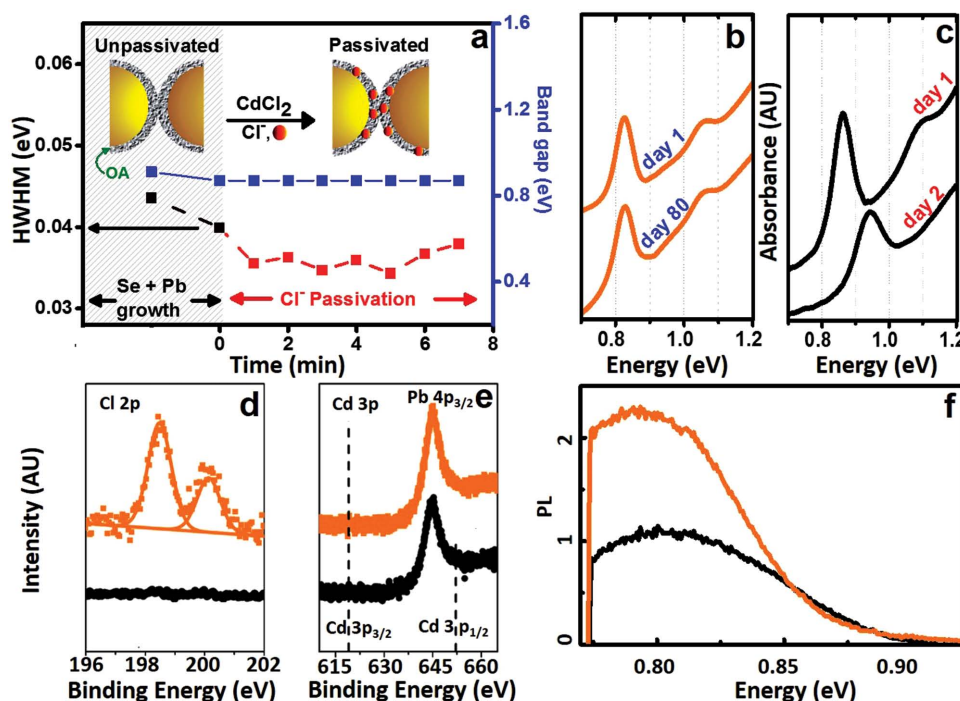 a
Unpassivated
Passivated
CdCl2
Cl-,
OA
Se + Pb
growth
Cl- Passivation
HWHM (eV)
0.06
0.05
0.04
0.03
Band gap (eV)
1.6
1.2
0.8
0.4
0 2 4 6 8
Time (min)
b
day 1
day 80
0.8 1.0 1.2
Energy (eV)
c
Absorbance (AU)
day 1
day 2
0.8 1.0 1.2
Energy (eV)
d
Cl 2p
Intensity (AU)
196 198 200 202
Binding Energy (eV)
e
Cd 3p Pb 4p3/2
Cd 3p3/2 Cd 3p1/2
615 630 645 660
Binding Energy (eV)
f
PL
2
1
0
0.80 0.85 0.90
Energy (eV)